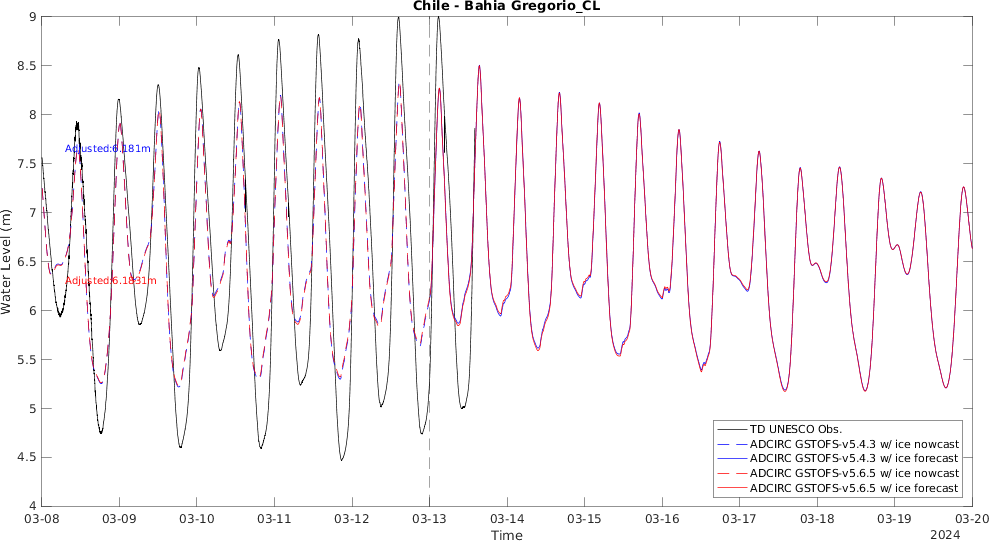 Chile - Bahia Gregorio_CL
Water Level (m)
9
8.5
8
7.5
7
6.5
6
5.5
5
4.5
4
Adjusted:6.181m
Adjusted:6.1831m
TD UNESCO Obs.
ADCIRC GSTOFS-v5.4.3 w/ ice nowcast
ADCIRC GSTOFS-v5.4.3 w/ ice forecast
ADCIRC GSTOFS-v5.6.5 w/ ice nowcast
ADCIRC GSTOFS-v5.6.5 w/ ice forecast
03-08 03-09 03-10 03-11 03-12 03-13 03-14 03-15 03-16 03-17 03-18 03-19 03-20
Time
2024